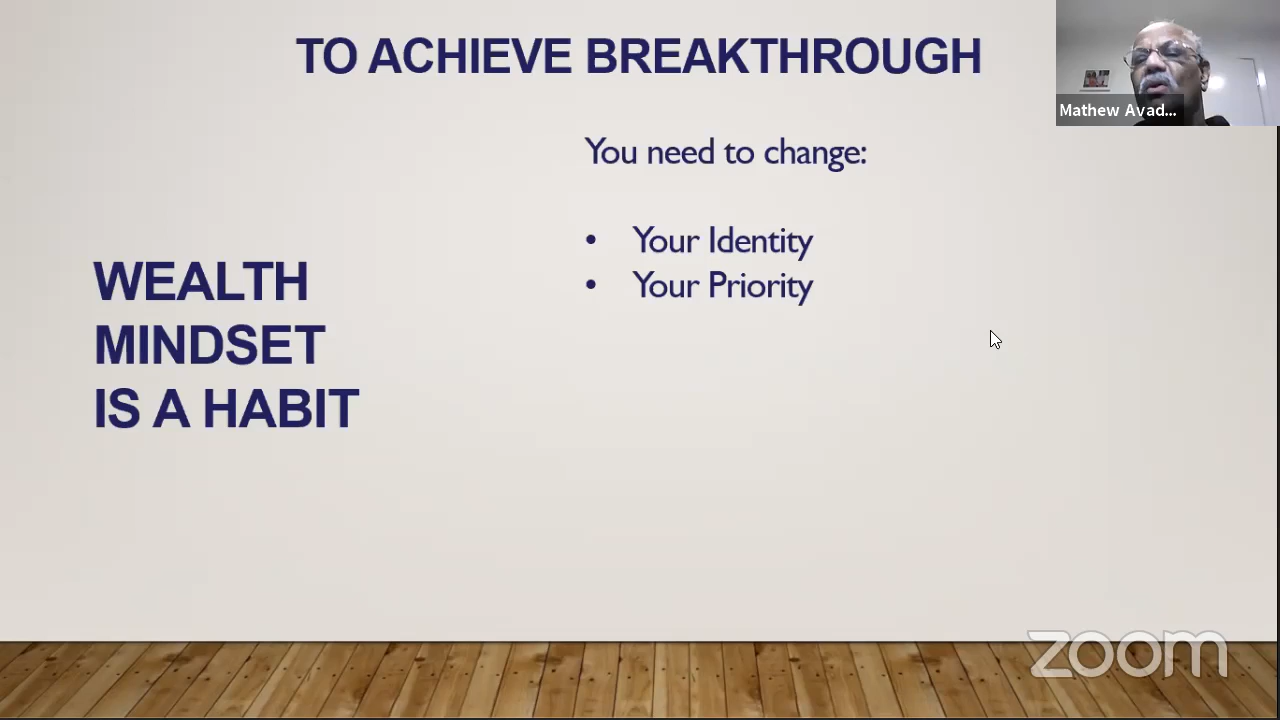 TO ACHIEVE BREAKTHROUGH
Mathew Avad...
You need to change:
• Your Identity
• Your Priority
WEALTH
MINDSET
IS A HABIT
zoom